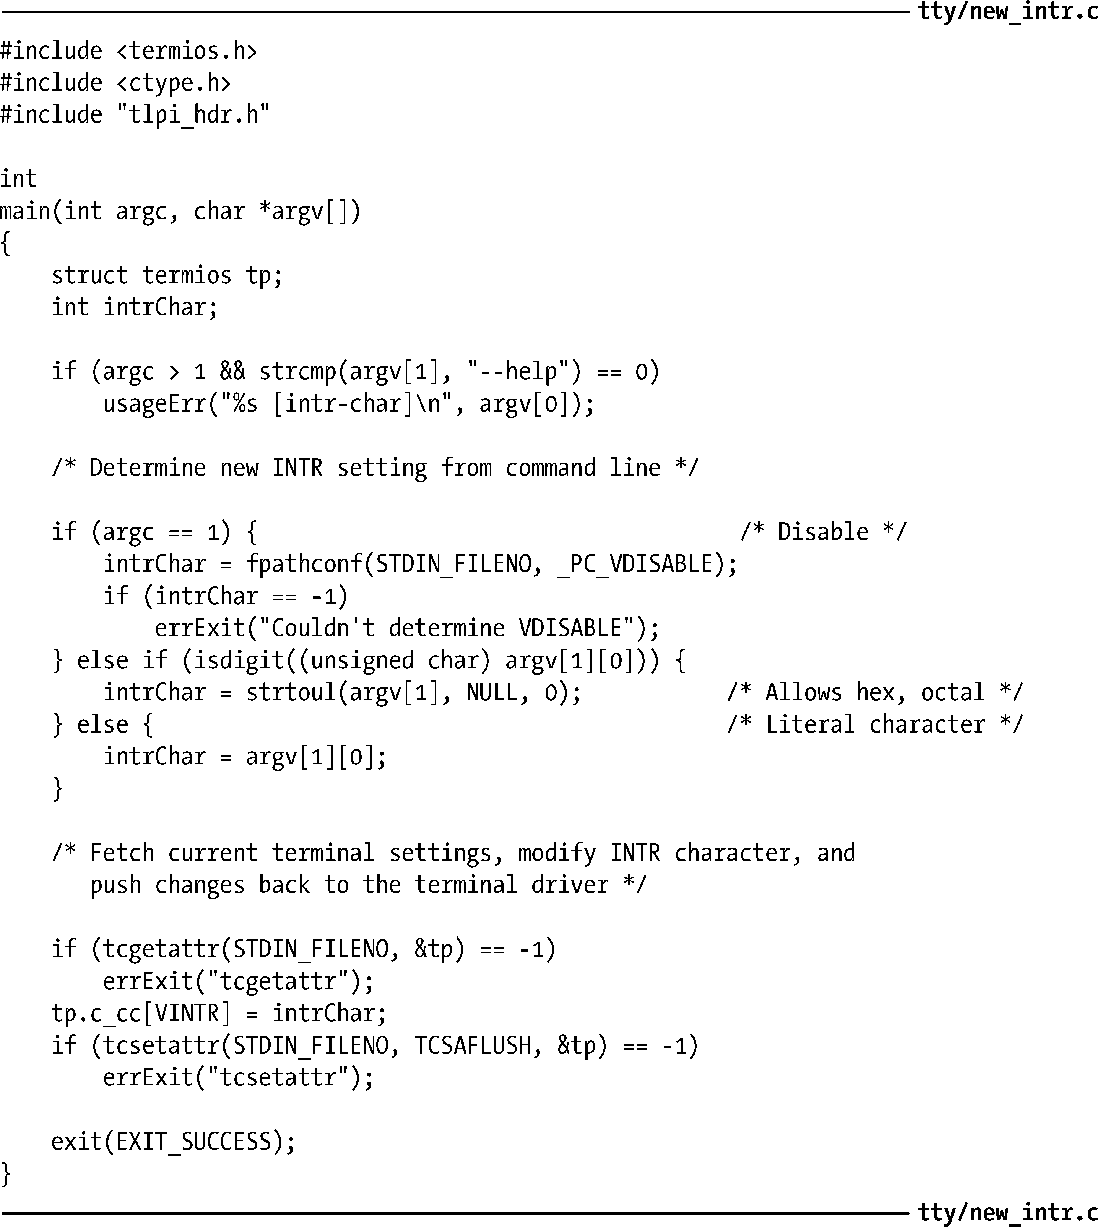 tty/new_intr.c
#include <termios.h>
#include <ctype.h>
#include "tlpi_hdr.h"

int
main(int argc, char *argv[])
{
    struct termios tp;
    int intrChar;

    if (argc > 1 && strcmp(argv[1], "--help") == 0)
        usageErr("%s [intr-char]\n", argv[0]);

    /* Determine new INTR setting from command line */

    if (argc == 1) {                                     /* Disable */
        intrChar = fpathconf(STDIN_FILENO, _PC_VDISABLE);
        if (intrChar == -1)
            errExit("Couldn't determine VDISABLE");
    } else if (isdigit((unsigned char) argv[1][0])) {
        intrChar = strtoul(argv[1], NULL, 0);           /* Allows hex, octal */
    } else {                                            /* Literal character */
        intrChar = argv[1][0];
    }

    /* Fetch current terminal settings, modify INTR character, and
       push changes back to the terminal driver */

    if (tcgetattr(STDIN_FILENO, &tp) == -1)
        errExit("tcgetattr");
    tp.c_cc[VINTR] = intrChar;
    if (tcsetattr(STDIN_FILENO, TCSAFLUSH, &tp) == -1)
        errExit("tcsetattr");

    exit(EXIT_SUCCESS);
}
tty/new_intr.c